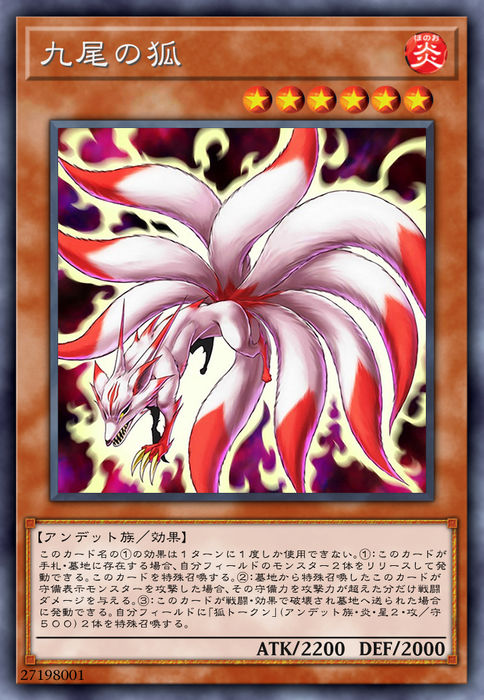 九尾の狐
ほのお
炎
【アンデット族／効果】
このカード名の①の効果は１ターンに１度しか使用できない。①：このカードが
手札・墓地に存在する場合、自分フィールドのモンスター２体をリリースして発
動できる。このカードを特殊召喚する。②：墓地から特殊召喚したこのカードが
守備表示モンスターを攻撃した場合、その守備力を攻撃力が超えた分だけ戦闘
ダメージを与える。③：このカードが戦闘・効果で破壊され墓地へ送られた場合
に発動できる。自分フィールドに「狐トークン」（アンデット族・炎・星２・攻／守
５００）２体を特殊召喚する。
ATK/2200 DEF/2000
27198001